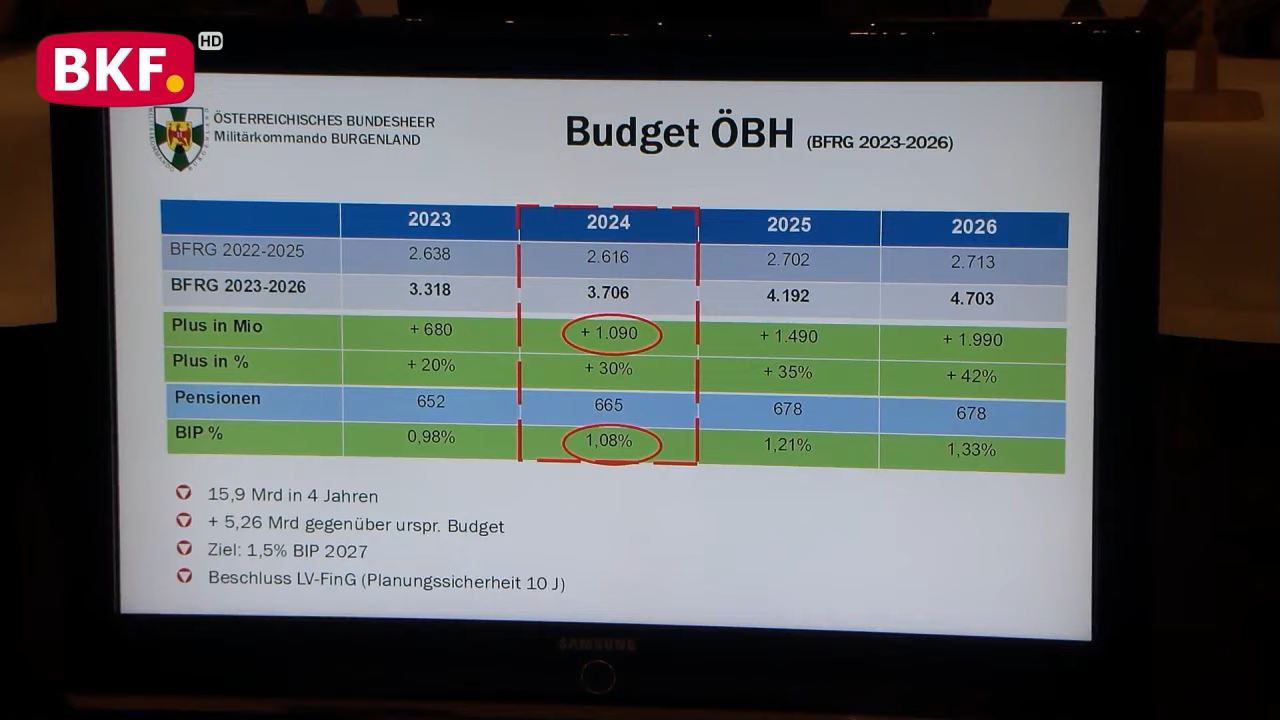 BKF.
HD
ÖSTERREICHISCHES BUNDESHEER
Militärkommando BURGENLAND
Budget ÖBH (BFRG 2023-2026)
2023 2024 2025 2026
BFRG 2022-2025 2.638 2.616 2.702 2.713
BFRG 2023-2026 3.318 3.706 4.192 4.703
Plus in Mio + 680 + 1.090 + 1.490 + 1.990
Plus in % + 20% + 30% + 35% + 42%
Pensionen 652 665 678 678
BIP % 0,98% 1,08% 1,21% 1,33%
15,9 Mrd in 4 Jahren
+ 5,26 Mrd gegenüber urspr. Budget
Ziel: 1,5% BIP 2027
Beschluss LV-FinG (Planungssicherheit 10 J)
SAMSUNG